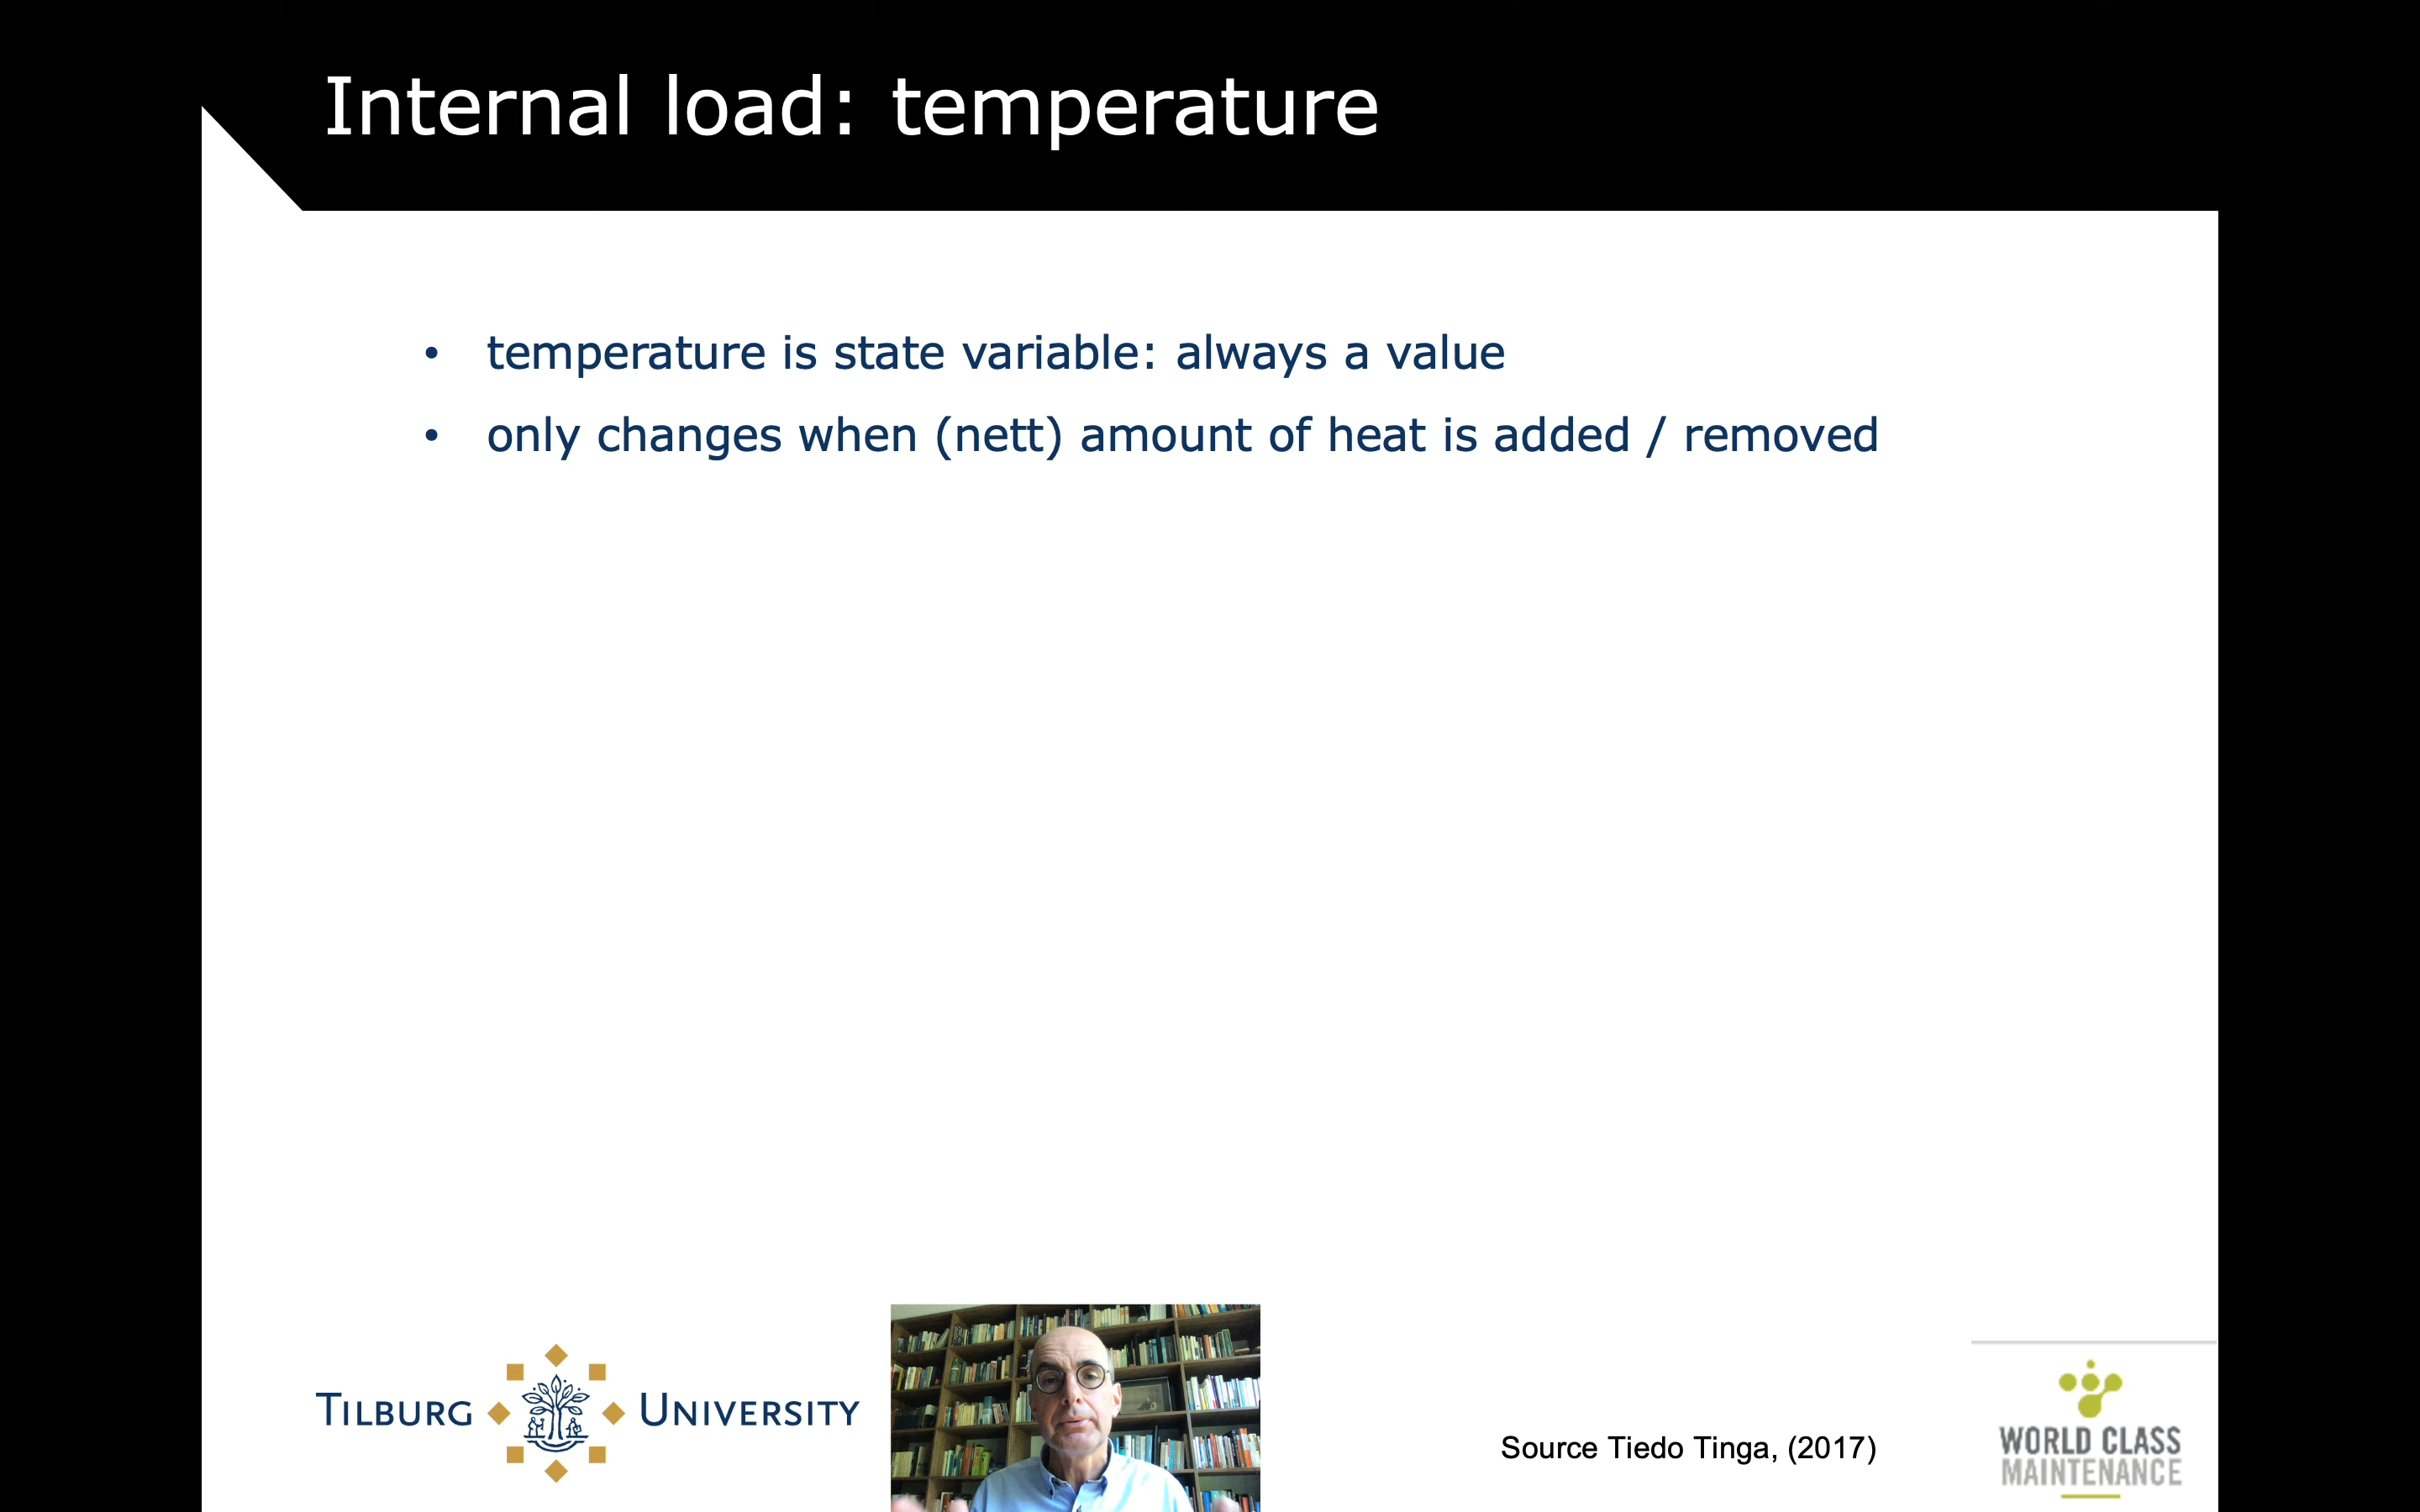 Internal load: temperature
• temperature is state variable: always a value
• only changes when (nett) amount of heat is added / removed
TILBURG UNIVERSITY
Source Tiedo Tinga, (2017)
WORLD CLASS
MAINTENANCE